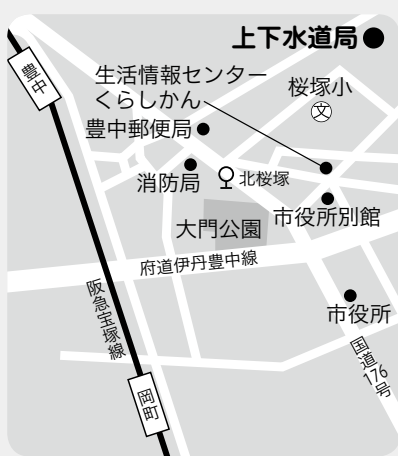 上下水道局
豊中
生活情報センター
くらしかん
桜塚小
文
豊中郵便局
消防局
北桜塚
市役所別館
大門公園
府道伊丹豊中線
阪急宝塚線
市役所
国道176号
岡町